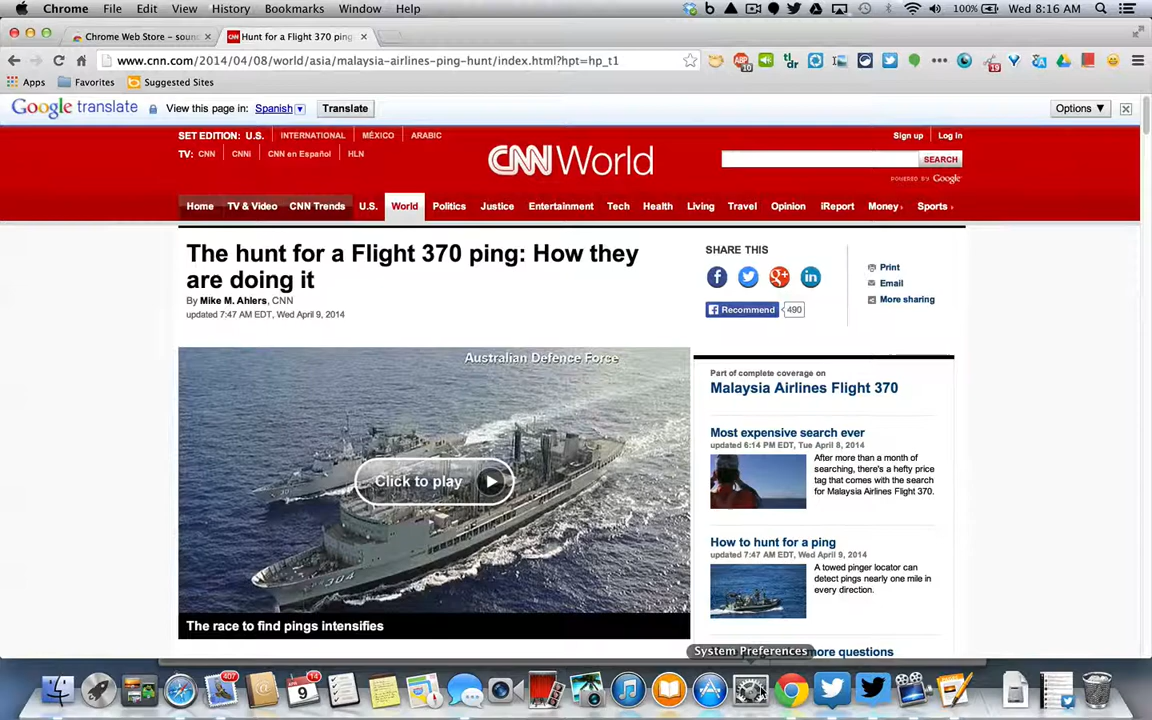 Chrome File Edit View History Bookmarks Window Help 100% Wed 8:16 AM
Chrome Web Store – soun × Hunt for a Flight 370 ping ×
www.cnn.com/2014/04/08/world/asia/malaysia-airlines-ping-hunt/index.html?hpt=hp_t1
Apps Favorites Suggested Sites
Google translate View this page in: Spanish Translate Options ▼
SET EDITION: U.S. INTERNATIONAL MÉXICO ARABIC Sign up Log In
TV: CNN CNNi CNN en Español HLN
CNN World
SEARCH
POWERED BY Google
Home TV & Video CNN Trends U.S. World Politics Justice Entertainment Tech Health Living Travel Opinion iReport Money Sports
The hunt for a Flight 370 ping: How they
are doing it
By Mike M. Ahlers, CNN
updated 7:47 AM EDT, Wed April 9, 2014
SHARE THIS
Recommend 490
Print
Email
More sharing
Australian Defence Force
Click to play
304
The race to find pings intensifies
Part of complete coverage on
Malaysia Airlines Flight 370
Most expensive search ever
updated 6:14 PM EDT, Tue April 8, 2014
After more than a month of
searching, there's a hefty price
tag that comes with the search
for Malaysia Airlines Flight 370.
How to hunt for a ping
updated 7:47 AM EDT, Wed April 9, 2014
A towed pinger locator can
detect pings nearly one mile in
every direction.
System Preferences
more questions
407
14
9